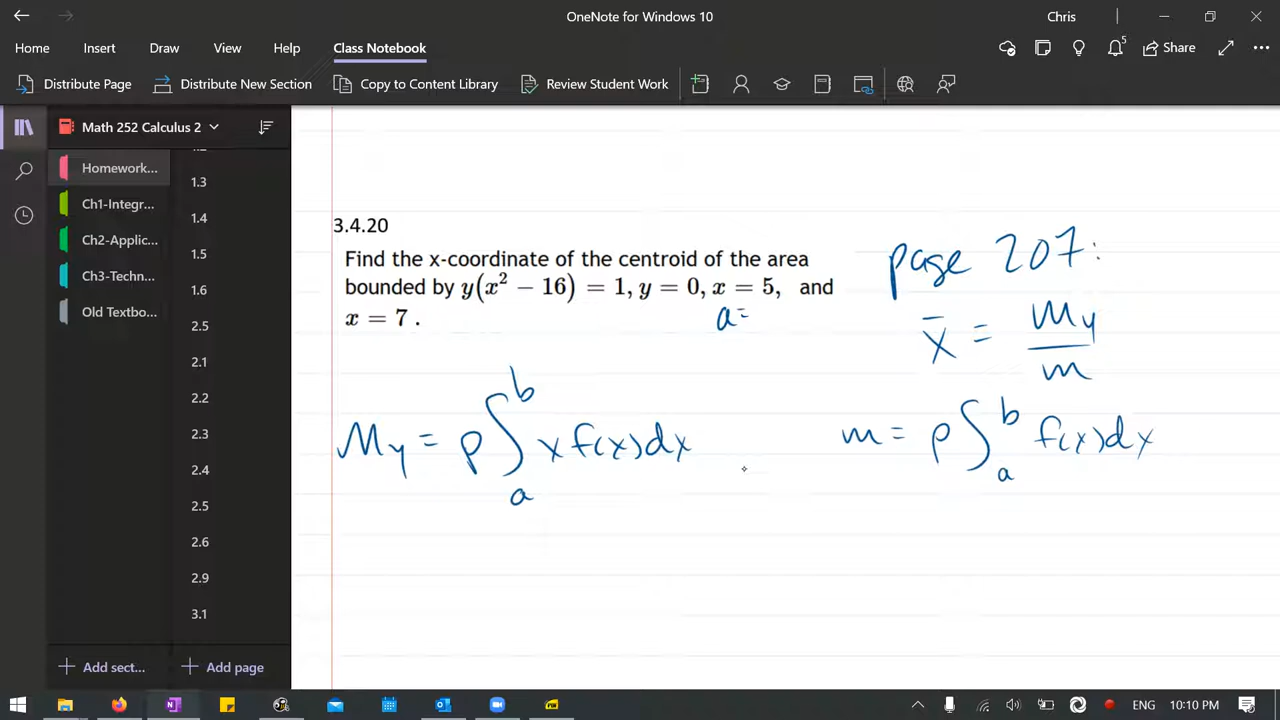 OneNote for Windows 10
Chris
Home Insert Draw View Help Class Notebook
5
Share
Distribute Page Distribute New Section Copy to Content Library Review Student Work
Math 252 Calculus 2
Homework...
Ch1-Integr...
Ch2-Applic...
Ch3-Techn...
Old Textbo...
1.3
1.4
1.5
1.6
2.5
2.1
2.2
2.3
2.4
2.5
2.6
2.9
3.1
Add sect...
Add page
3.4.20
Find the x-coordinate of the centroid of the area
bounded by y(x² − 16) = 1, y = 0, x = 5, and
x = 7 .
a=
page 207:
x̄ = My/m
My = ρ ∫_a^b x f(x) dx
m = ρ ∫_a^b f(x) dx
ENG
10:10 PM